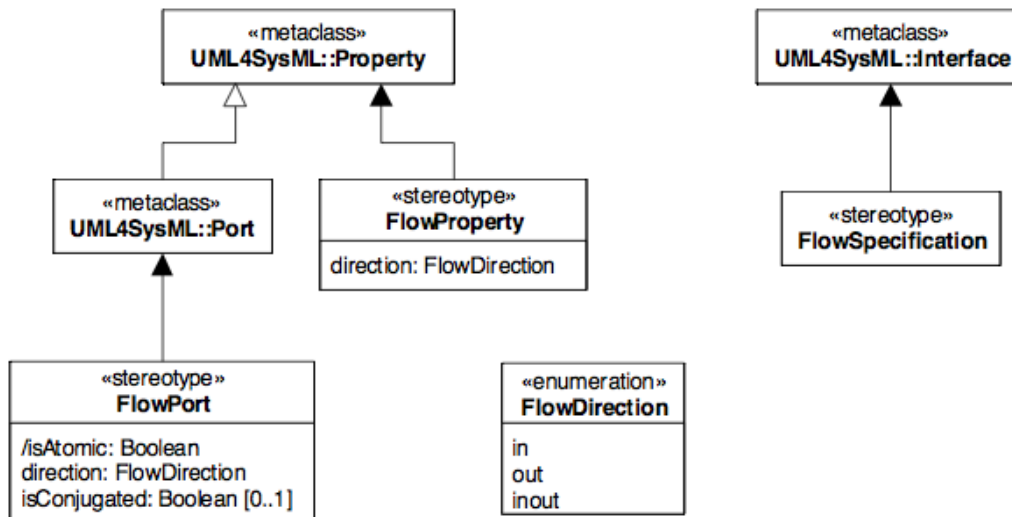 «metaclass»
UML4SysML::Property
«metaclass»
UML4SysML::Interface
«metaclass»
UML4SysML::Port
«stereotype»
FlowProperty
direction: FlowDirection
«stereotype»
FlowSpecification
«stereotype»
FlowPort
/isAtomic: Boolean
direction: FlowDirection
isConjugated: Boolean [0..1]
«enumeration»
FlowDirection
in
out
inout